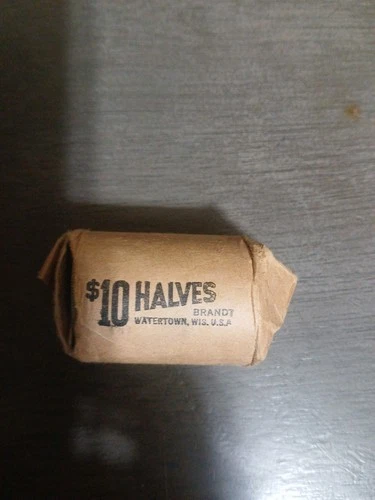 $10 HALVES
BRANDT
WATERTOWN, WIS. U.S.A